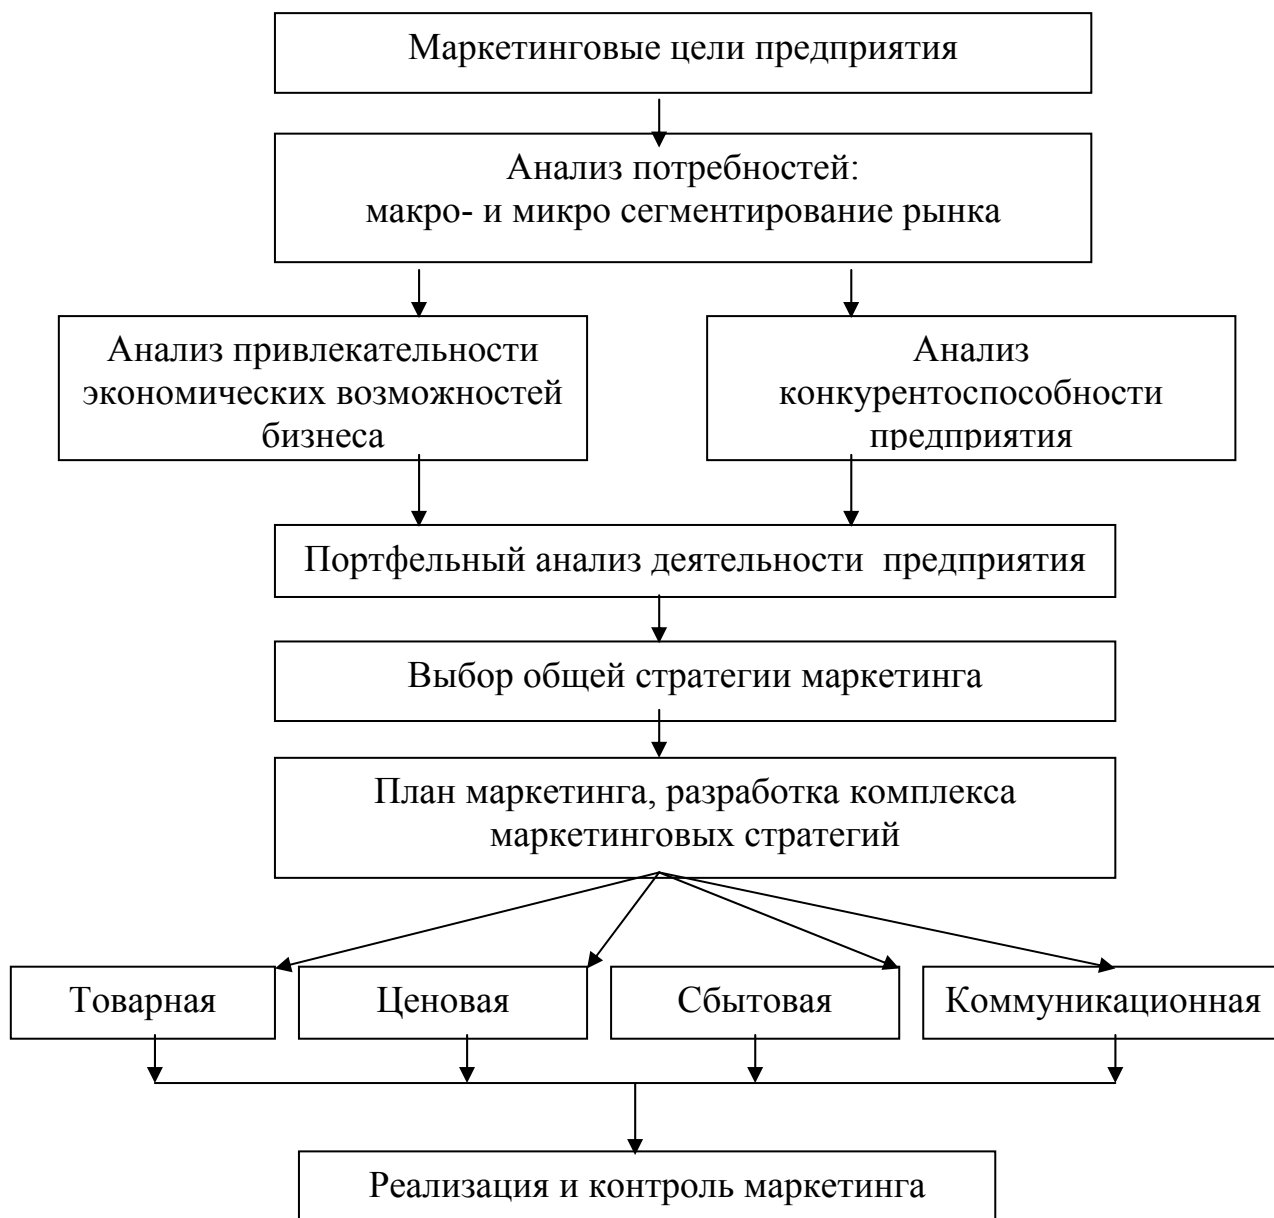 Маркетинговые цели предприятия
Анализ потребностей:
макро- и микро сегментирование рынка
Анализ привлекательности
экономических возможностей
бизнеса
Анализ
конкурентоспособности
предприятия
Портфельный анализ деятельности  предприятия
Выбор общей стратегии маркетинга
План маркетинга, разработка комплекса
маркетинговых стратегий
Товарная
Ценовая
Сбытовая
Коммуникационная
Реализация и контроль маркетинга